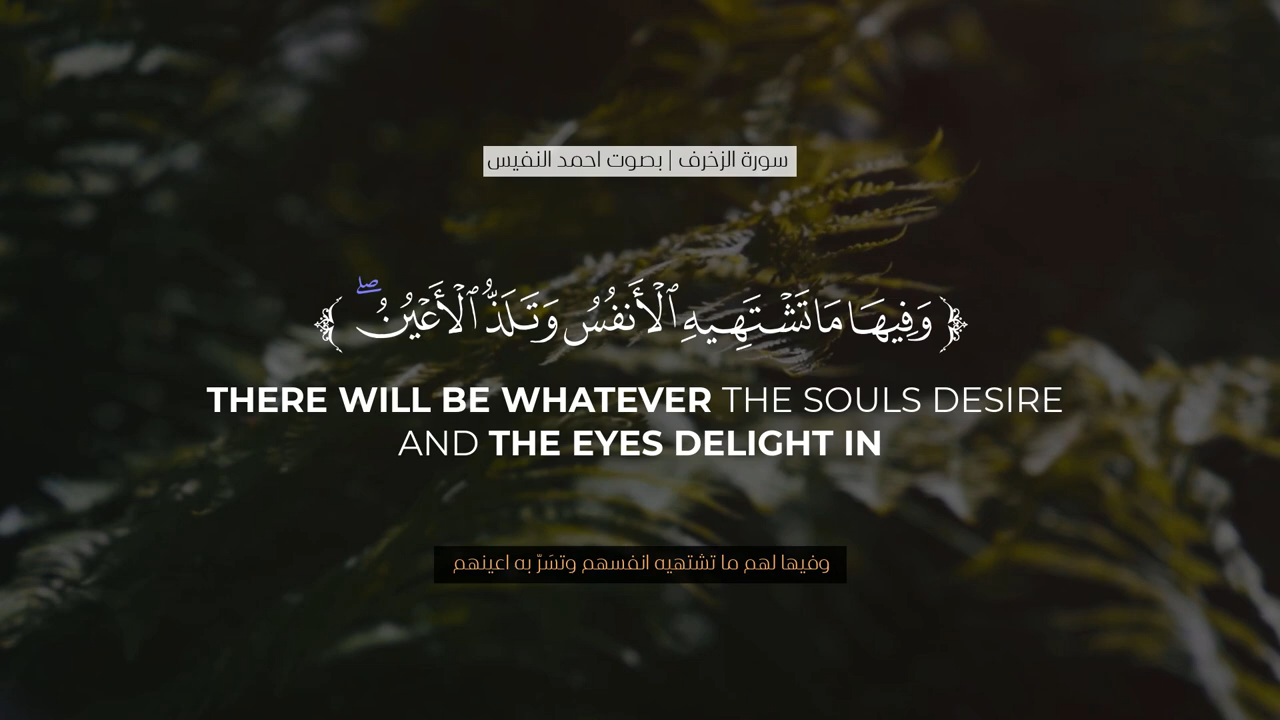 سورة الزخرف | بصوت احمد النفيس
﴿ وَفِيهَا مَا تَشْتَهِيهِ ٱلْأَنفُسُ وَتَلَذُّ ٱلْأَعْيُنُ ۖ ﴾
THERE WILL BE WHATEVER THE SOULS DESIRE
AND THE EYES DELIGHT IN
وفيها لهم ما تشتهيه انفسهم وتسَرّ به اعينهم